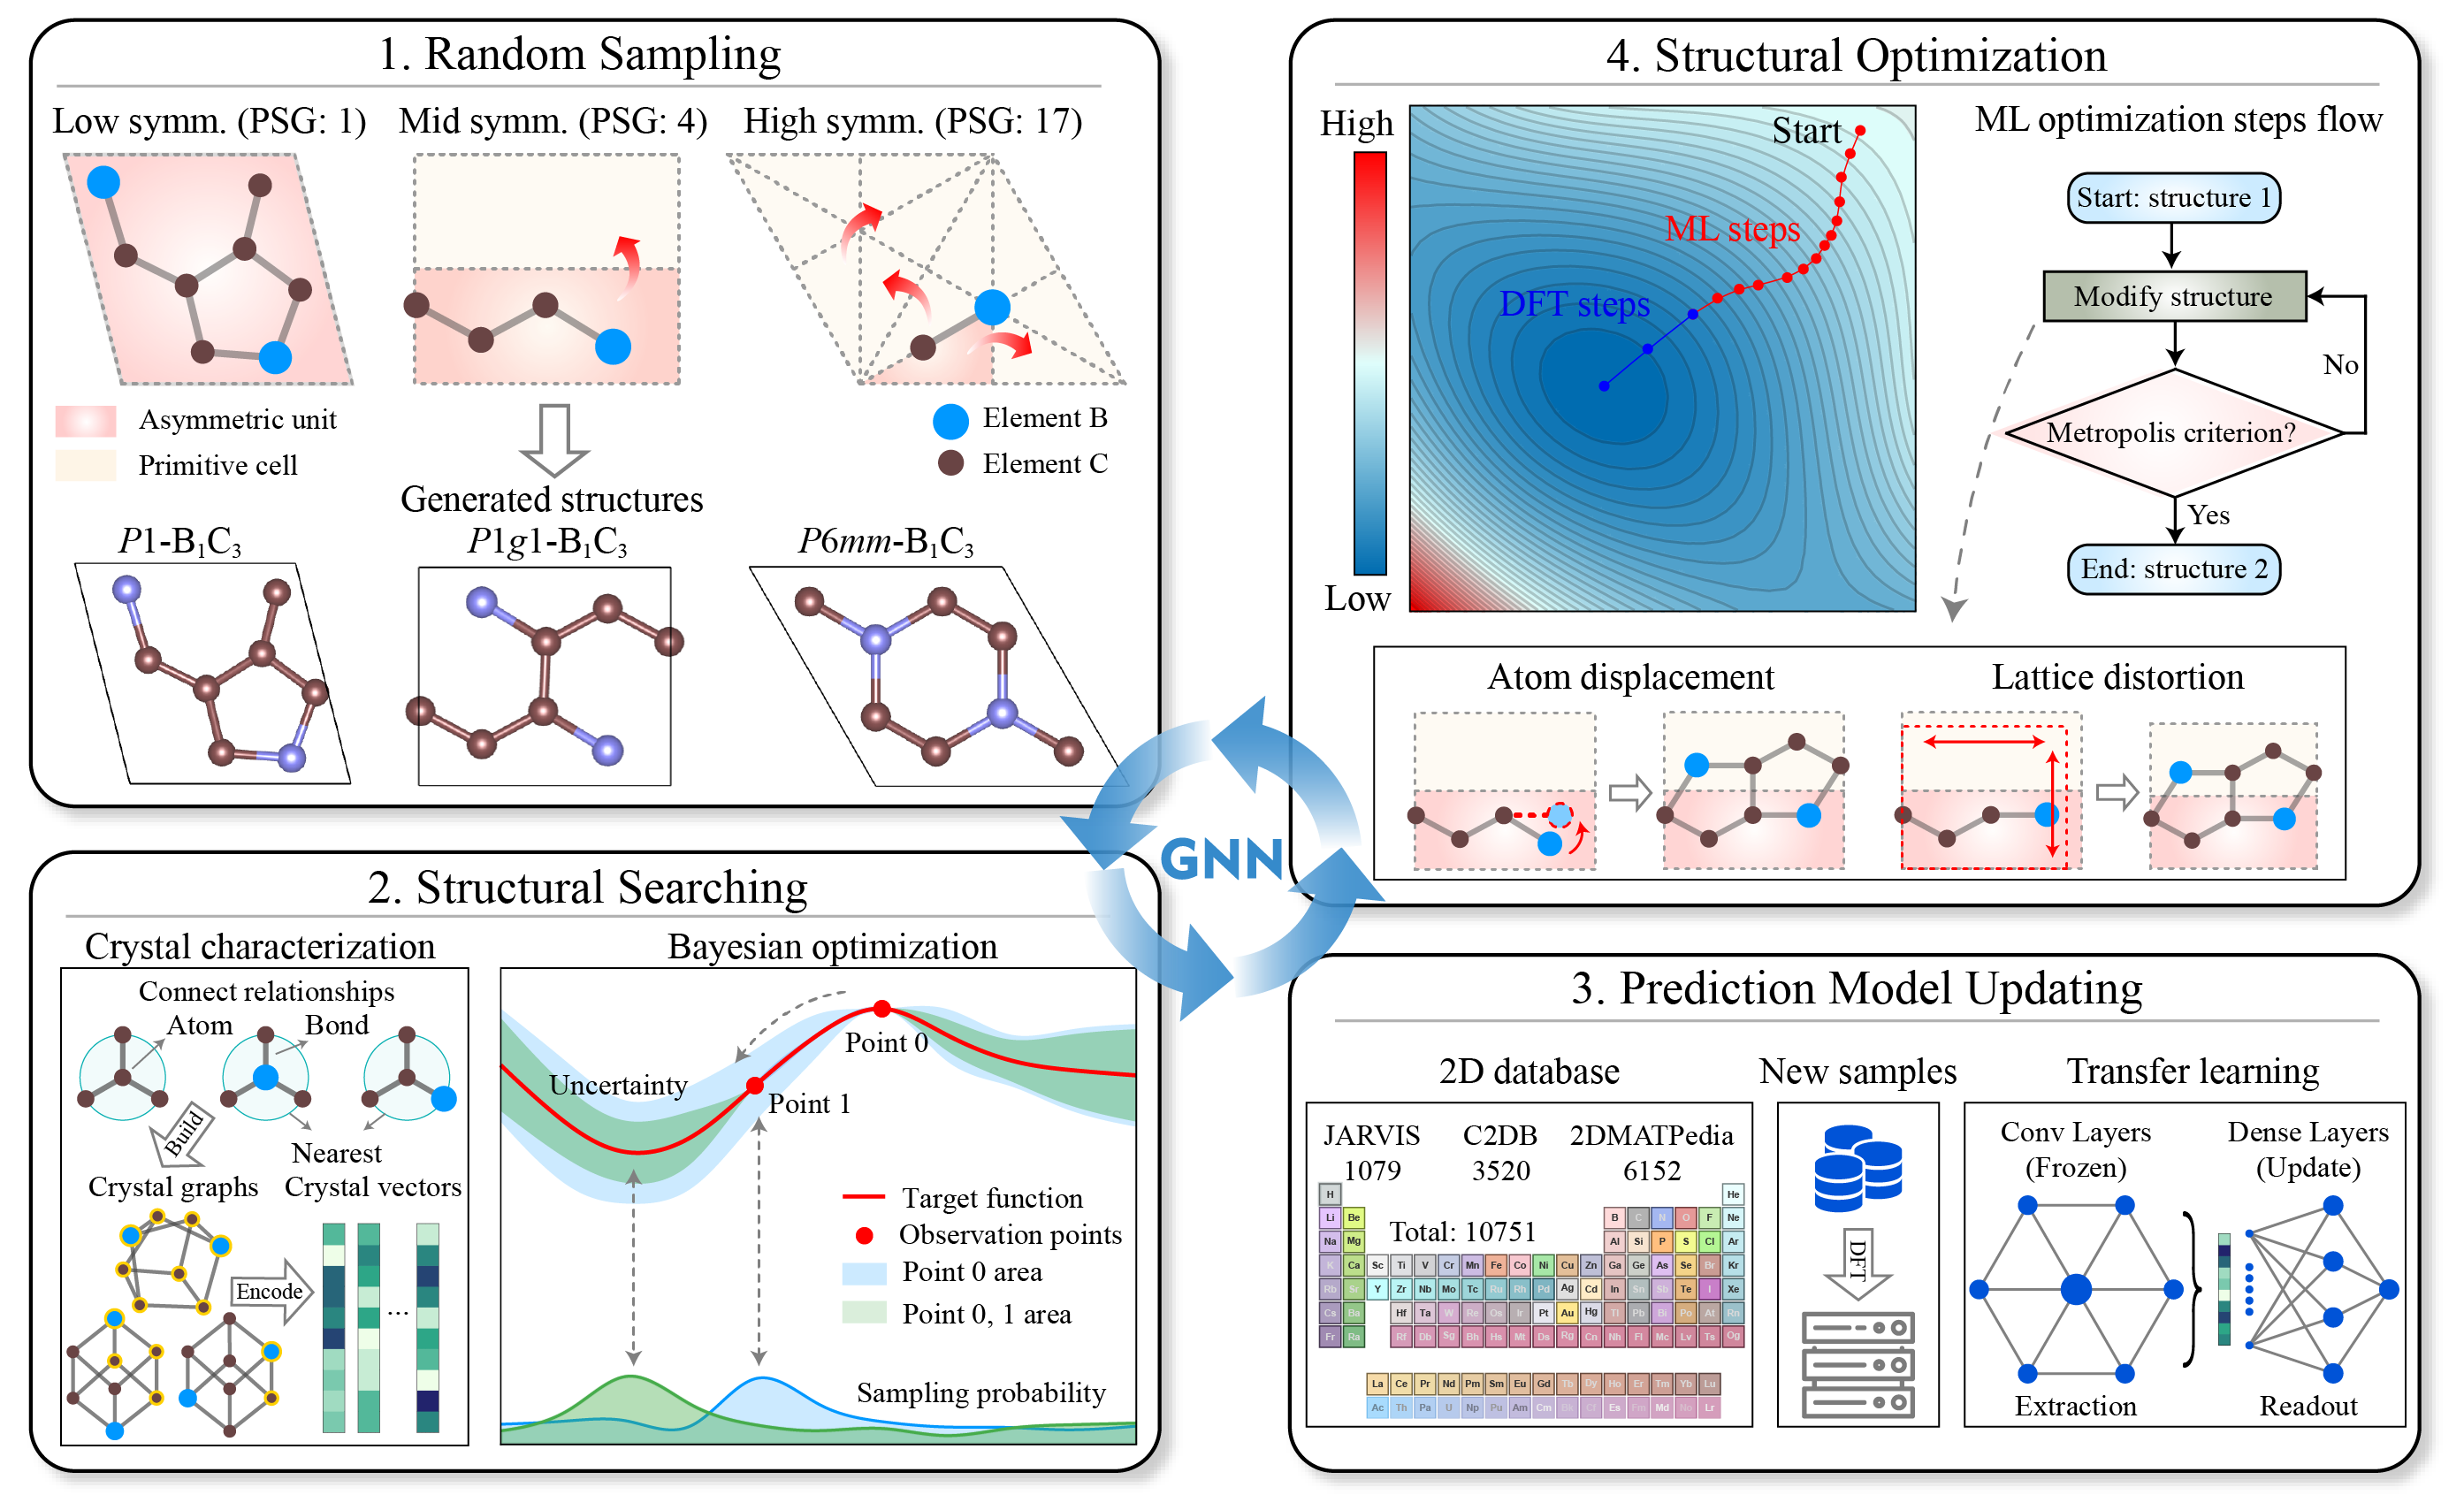 1. Random Sampling
Low symm. (PSG: 1)
Mid symm. (PSG: 4)
High symm. (PSG: 17)
Asymmetric unit
Primitive cell
Element B
Element C
Generated structures
P1-B₁C₃
P1g1-B₁C₃
P6mm-B₁C₃
2. Structural Searching
Crystal characterization
Connect relationships
Atom
Bond
Build
Nearest
Crystal graphs
Crystal vectors
Encode
...
Bayesian optimization
Point 0
Uncertainty
Point 1
Target function
Observation points
Point 0 area
Point 0, 1 area
Sampling probability
GNN
4. Structural Optimization
High
Low
Start
ML steps
DFT steps
ML optimization steps flow
Start: structure 1
Modify structure
No
Metropolis criterion?
Yes
End: structure 2
Atom displacement
Lattice distortion
3. Prediction Model Updating
2D database
JARVIS C2DB 2DMATPedia
1079 3520 6152
Total: 10751
H He
Li Be B C N O F Ne
Na Mg Al Si P S Cl Ar
K Ca Sc Ti V Cr Mn Fe Co Ni Cu Zn Ga Ge As Se Br Kr
Rb Sr Y Zr Nb Mo Tc Ru Rh Pd Ag Cd In Sn Sb Te I Xe
Cs Ba Hf Ta W Re Os Ir Pt Au Hg Tl Pb Bi Po At Rn
Fr Ra Rf Db Sg Bh Hs Mt Ds Rg Cn Nh Fl Mc Lv Ts Og
La Ce Pr Nd Pm Sm Eu Gd Tb Dy Ho Er Tm Yb Lu
Ac Th Pa U Np Pu Am Cm Bk Cf Es Fm Md No Lr
New samples
DFT
Transfer learning
Conv Layers
(Frozen)
Dense Layers
(Update)
Extraction
Readout